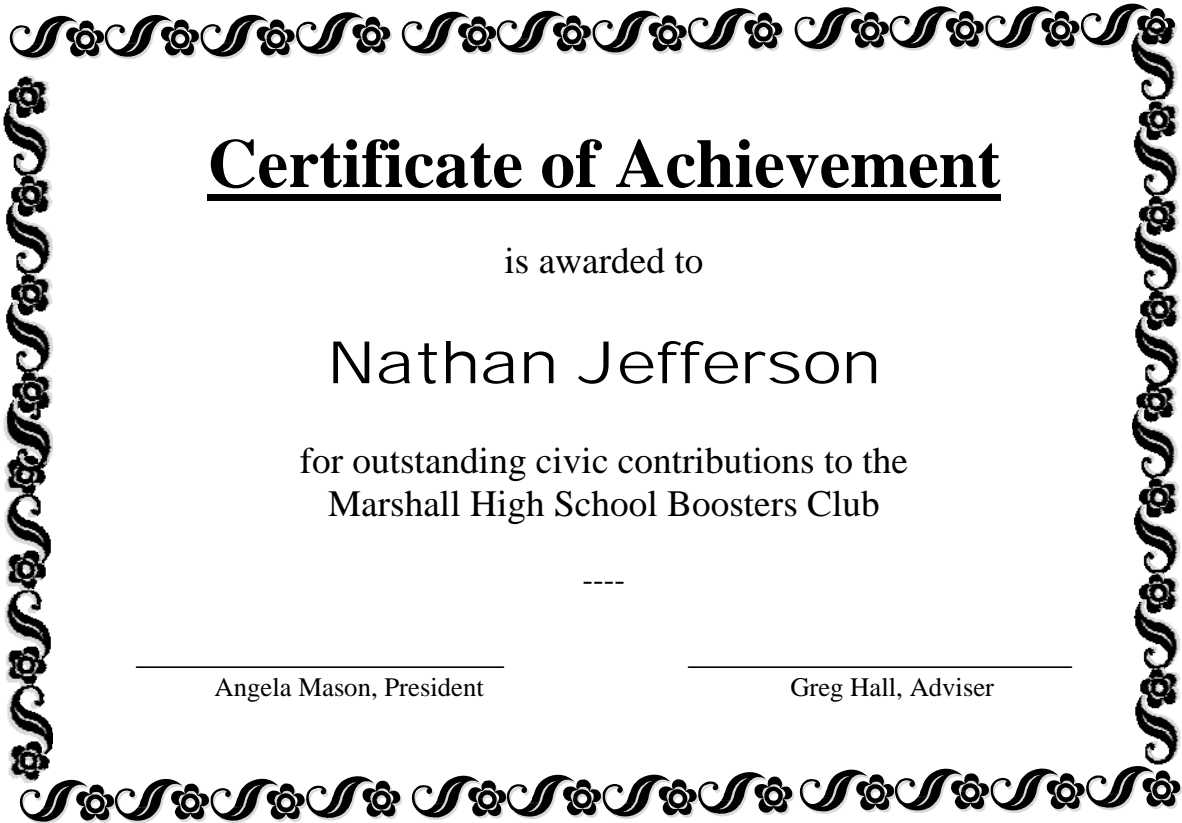 Certificate of Achievement
is awarded to
Nathan Jefferson
for outstanding civic contributions to the
Marshall High School Boosters Club
----
Angela Mason, President
Greg Hall, Adviser